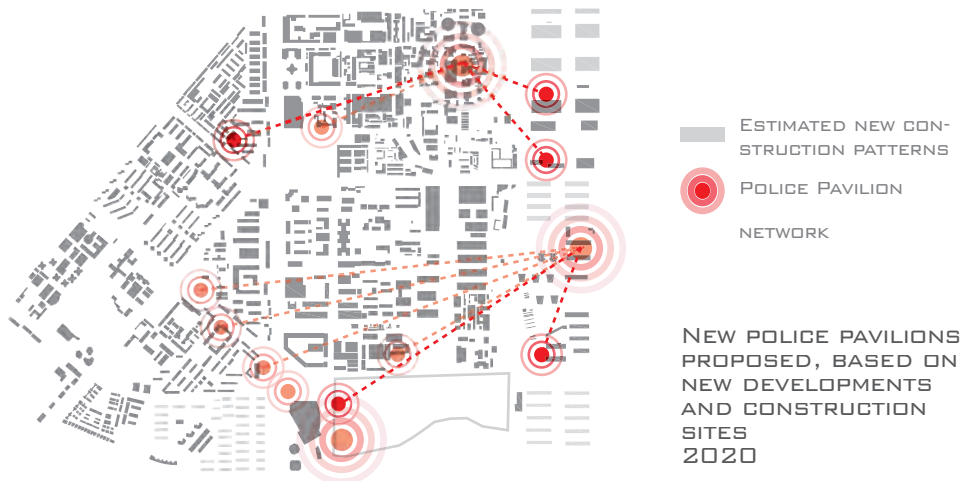 Estimated new con-
struction patterns
Police Pavilion
network
New police pavilions
proposed, based on
new developments
and construction
sites
2020